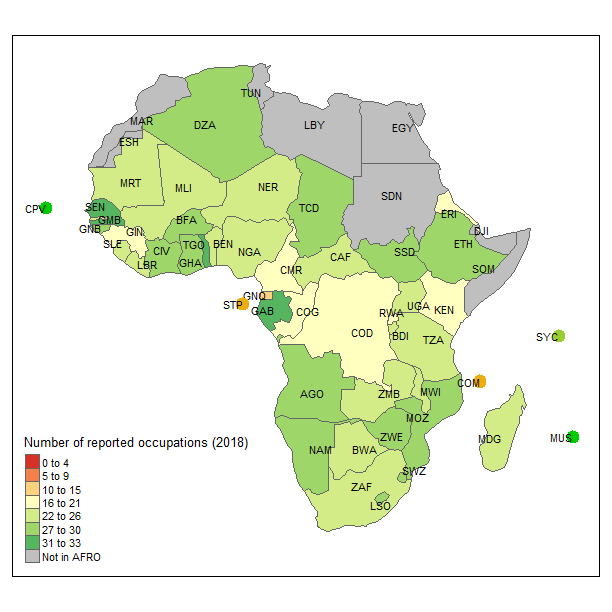 TUN
MAR
DZA
LBY
EGY
ESH
MRT
MLI
NER
SDN
CPV
SEN
TCD
ERI
GMB
BFA
GNB
GIN
DJI
SLE
TGO
BEN
ETH
CIV
NGA
SSD
LBR
GHA
CAF
SOM
CMR
GNQ
STP
GAB
COG
UGA
KEN
RWA
COD
BDI
SYC
TZA
COM
AGO
ZMB
MWI
MOZ
ZWE
MDG
MUS
NAM
BWA
SWZ
ZAF
LSO
Number of reported occupations (2018)
0 to 4
5 to 9
10 to 15
16 to 21
22 to 26
27 to 30
31 to 33
Not in AFRO